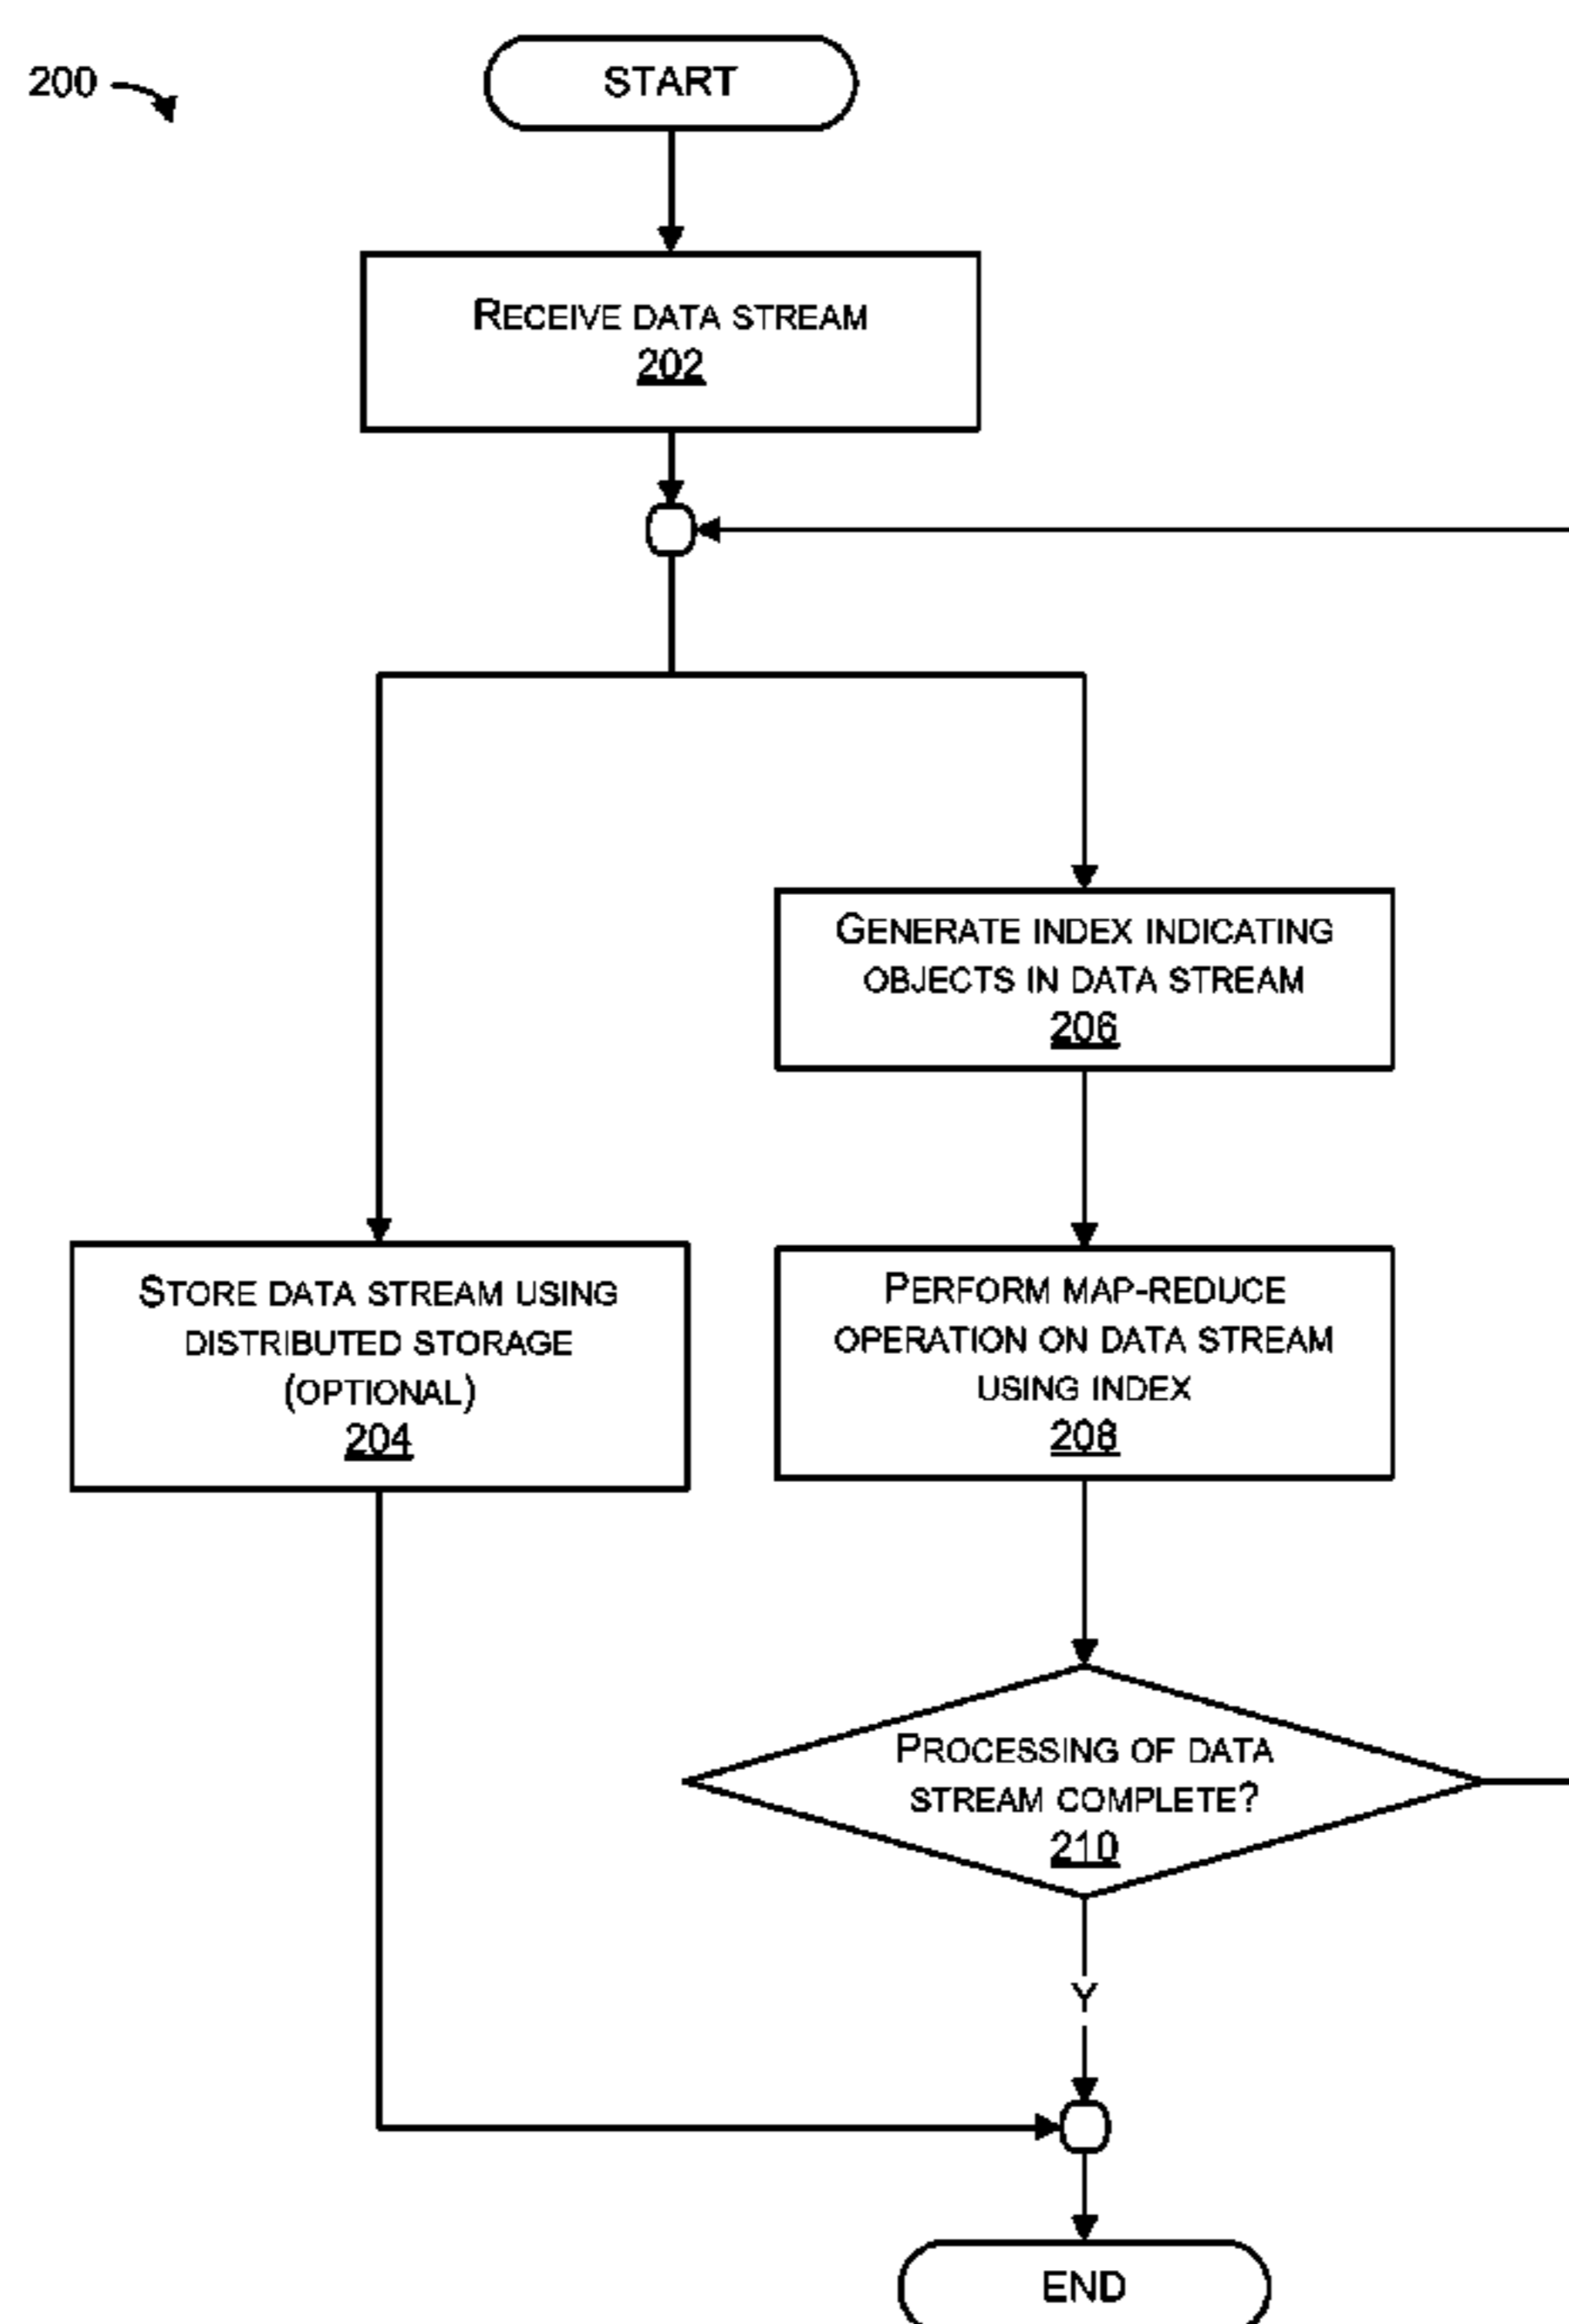 200
START
RECEIVE DATA STREAM
202
GENERATE INDEX INDICATING
OBJECTS IN DATA STREAM
206
STORE DATA STREAM USING
DISTRIBUTED STORAGE
(OPTIONAL)
204
PERFORM MAP-REDUCE
OPERATION ON DATA STREAM
USING INDEX
208
PROCESSING OF DATA
STREAM COMPLETE?
210
Y
END